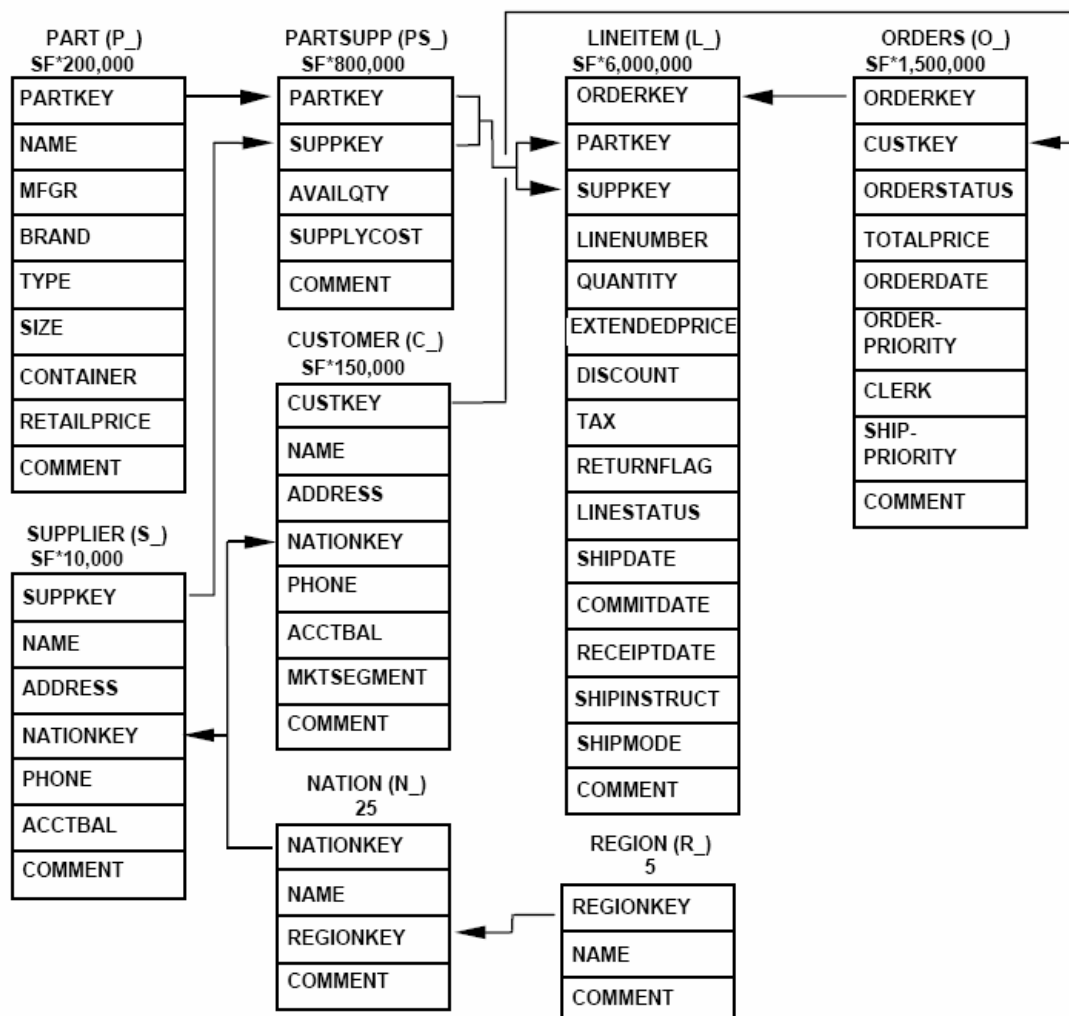 PART (P_)
SF*200,000
PARTKEY
NAME
MFGR
BRAND
TYPE
SIZE
CONTAINER
RETAILPRICE
COMMENT
SUPPLIER (S_)
SF*10,000
SUPPKEY
NAME
ADDRESS
NATIONKEY
PHONE
ACCTBAL
COMMENT
PARTSUPP (PS_)
SF*800,000
PARTKEY
SUPPKEY
AVAILQTY
SUPPLYCOST
COMMENT
CUSTOMER (C_)
SF*150,000
CUSTKEY
NAME
ADDRESS
NATIONKEY
PHONE
ACCTBAL
MKTSEGMENT
COMMENT
NATION (N_)
25
NATIONKEY
NAME
REGIONKEY
COMMENT
LINEITEM (L_)
SF*6,000,000
ORDERKEY
PARTKEY
SUPPKEY
LINENUMBER
QUANTITY
EXTENDEDPRICE
DISCOUNT
TAX
RETURNFLAG
LINESTATUS
SHIPDATE
COMMITDATE
RECEIPTDATE
SHIPINSTRUCT
SHIPMODE
COMMENT
REGION (R_)
5
REGIONKEY
NAME
COMMENT
ORDERS (O_)
SF*1,500,000
ORDERKEY
CUSTKEY
ORDERSTATUS
TOTALPRICE
ORDERDATE
ORDER-
PRIORITY
CLERK
SHIP-
PRIORITY
COMMENT